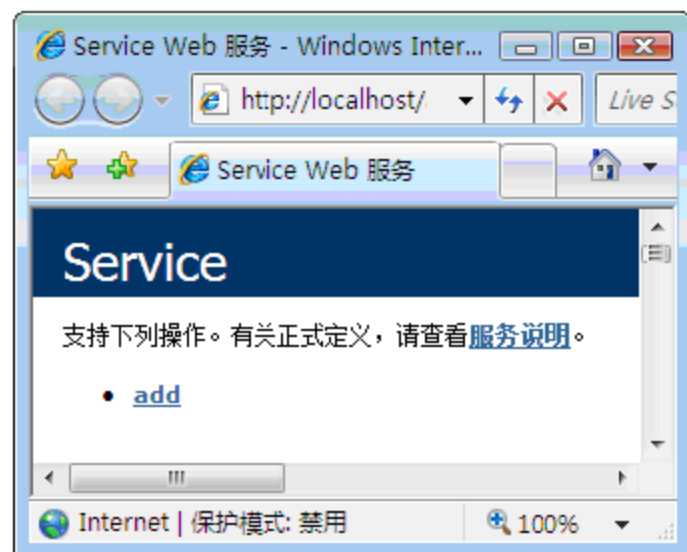 Service Web 服务 - Windows Inter...
http://localhost/
Live S
Service Web 服务
Service
支持下列操作。有关正式定义，请查看服务说明。
add
Internet | 保护模式: 禁用
100%